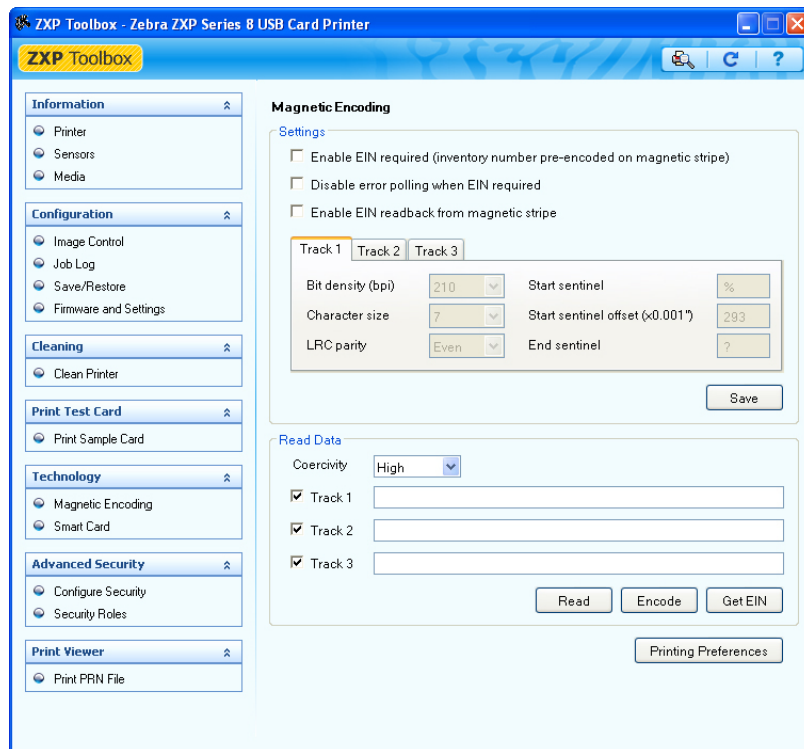 ZXP Toolbox - Zebra ZXP Series 8 USB Card Printer
ZXP Toolbox
?
Information
Printer
Sensors
Media
Configuration
Image Control
Job Log
Save/Restore
Firmware and Settings
Cleaning
Clean Printer
Print Test Card
Print Sample Card
Technology
Magnetic Encoding
Smart Card
Advanced Security
Configure Security
Security Roles
Print Viewer
Print PRN File
Magnetic Encoding
Settings
Enable EIN required (inventory number pre-encoded on magnetic stripe)
Disable error polling when EIN required
Enable EIN readback from magnetic stripe
Track 1 Track 2 Track 3
Bit density (bpi) 210 Start sentinel %
Character size 7 Start sentinel offset (x0.001") 293
LRC parity Even End sentinel ?
Save
Read Data
Coercivity High
Track 1
Track 2
Track 3
Read Encode Get EIN
Printing Preferences